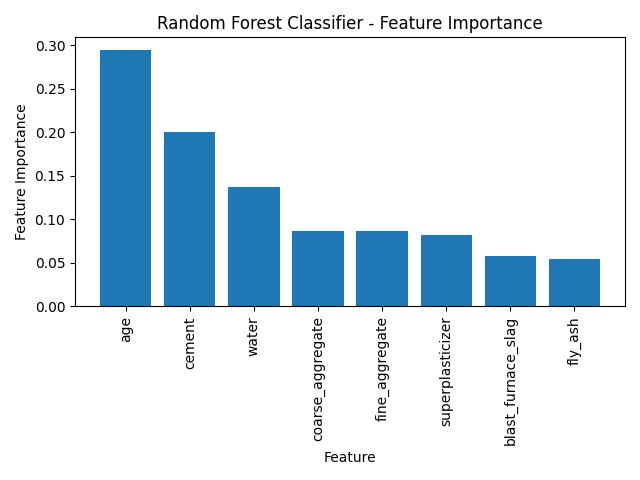 Random Forest Classifier - Feature Importance
Feature Importance
0.30
0.25
0.20
0.15
0.10
0.05
0.00
age
cement
water
coarse_aggregate
fine_aggregate
superplasticizer
blast_furnace_slag
fly_ash
Feature